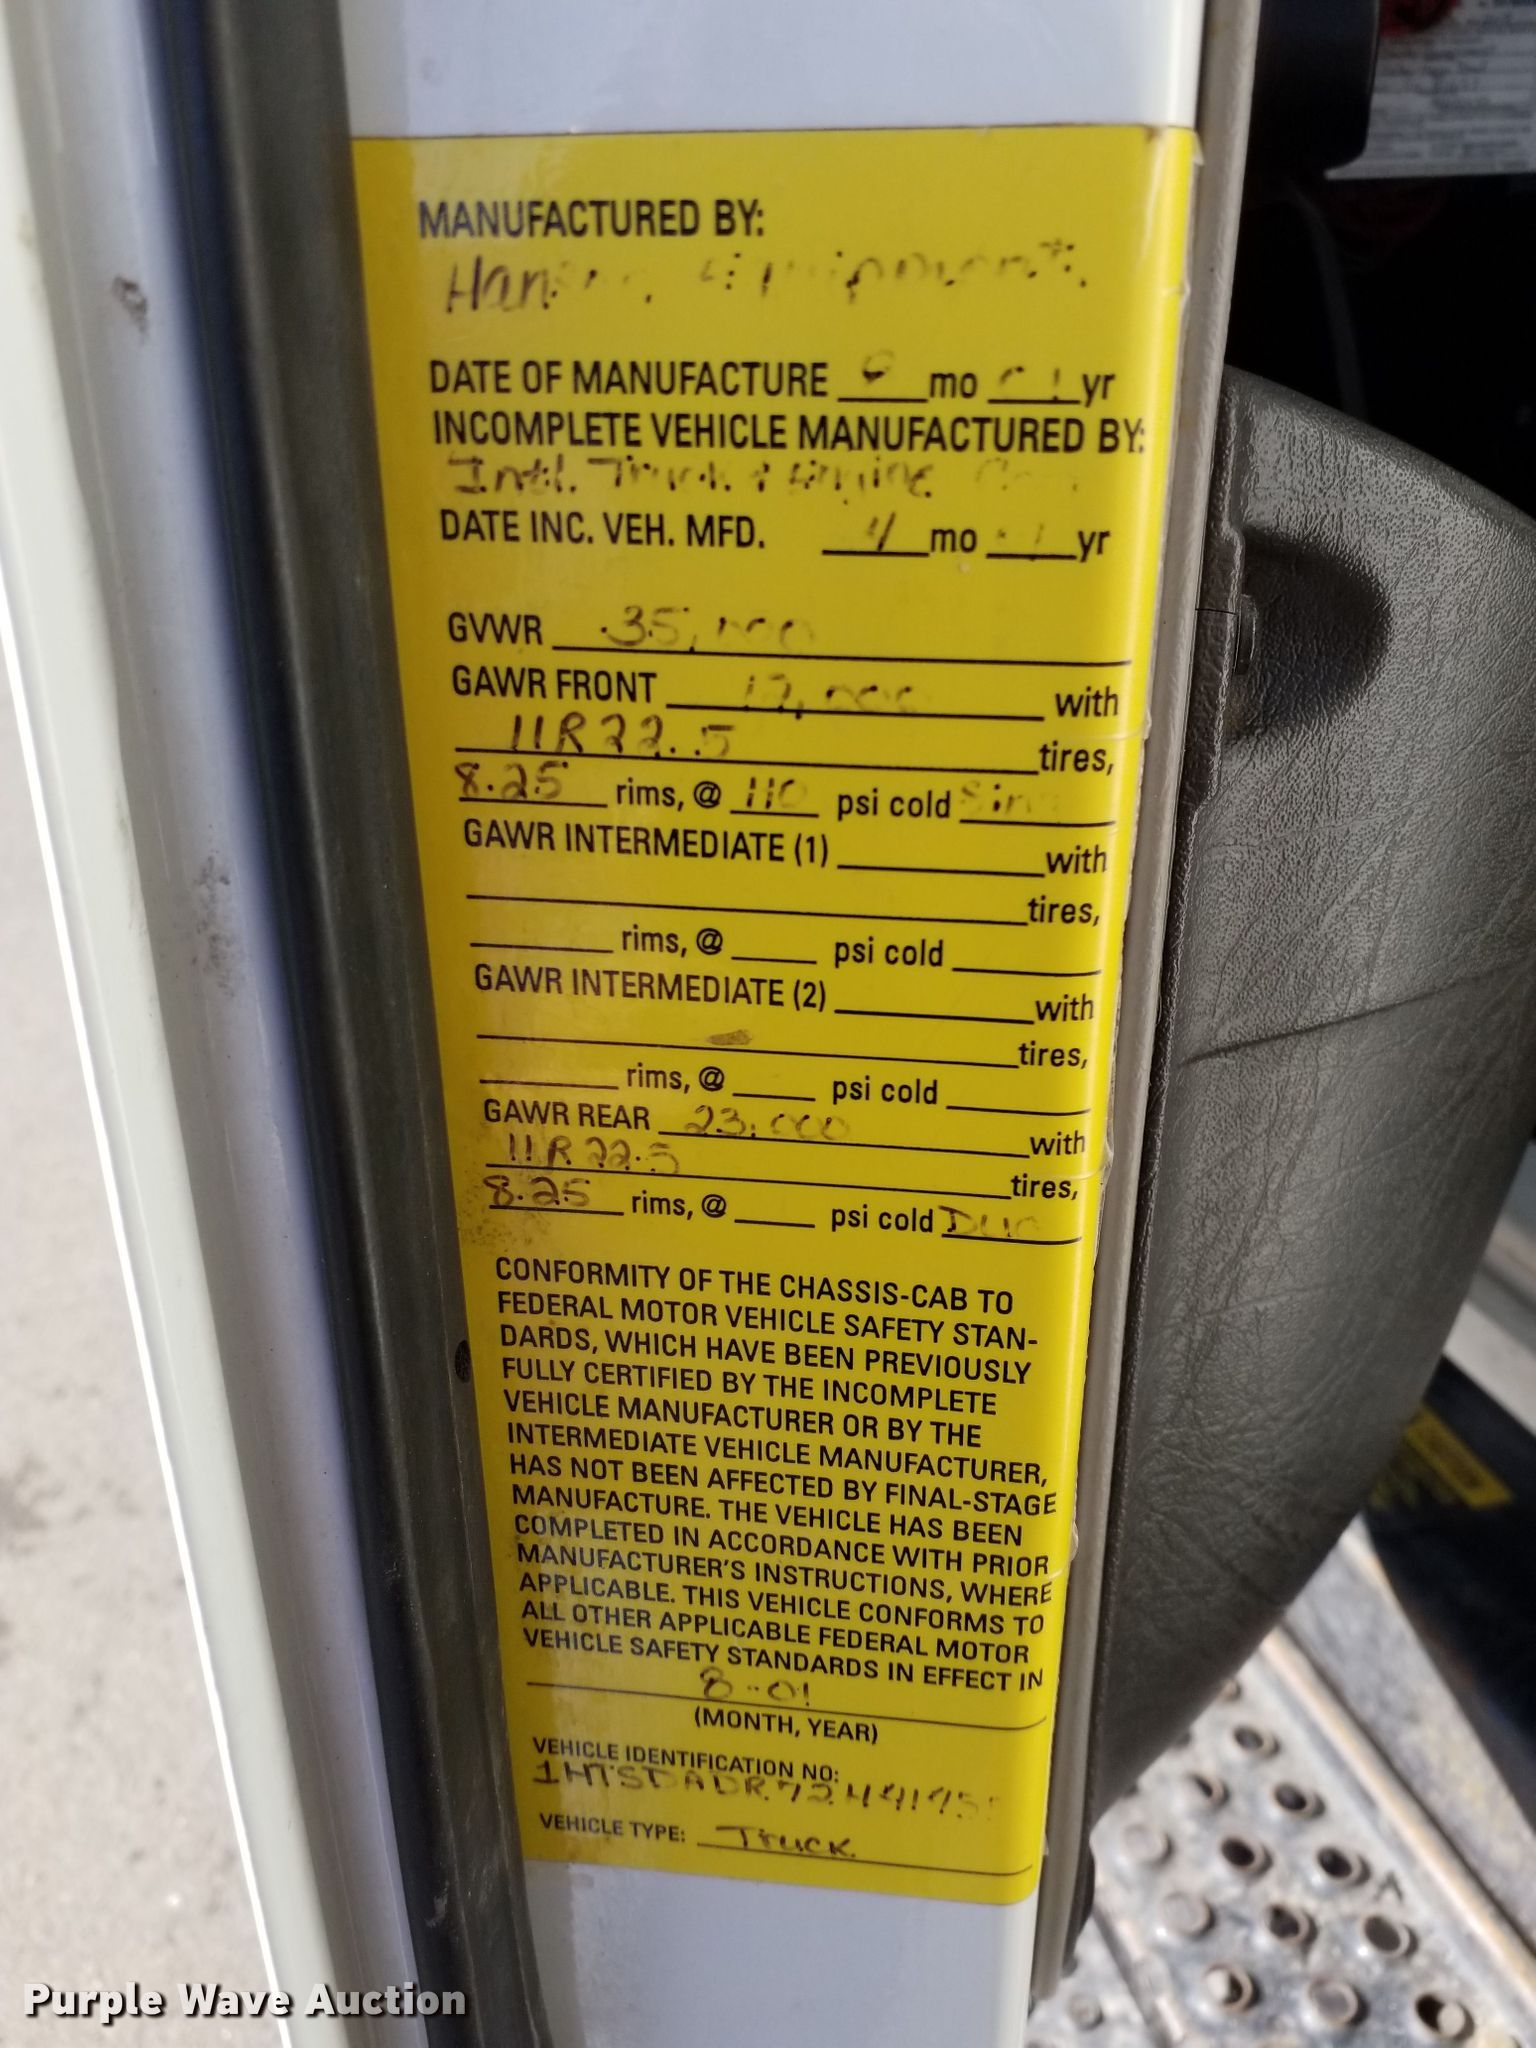 MANUFACTURED BY:
Equipment
DATE OF MANUFACTURE mo yr
INCOMPLETE VEHICLE MANUFACTURED BY:
Intl. Truck & Engine
DATE INC. VEH. MFD. 4 mo yr
GVWR 35,000
GAWR FRONT 12,000 with
11R22.5 tires,
8.25 rims, @ 110 psi cold
GAWR INTERMEDIATE (1) with
tires,
rims, @ psi cold
GAWR INTERMEDIATE (2) with
tires,
rims, @ psi cold
GAWR REAR 23,000 with
11R22.5 tires,
8.25 rims, @ psi cold
CONFORMITY OF THE CHASSIS-CAB TO
FEDERAL MOTOR VEHICLE SAFETY STAN-
DARDS, WHICH HAVE BEEN PREVIOUSLY
FULLY CERTIFIED BY THE INCOMPLETE
VEHICLE MANUFACTURER OR BY THE
INTERMEDIATE VEHICLE MANUFACTURER,
HAS NOT BEEN AFFECTED BY FINAL-STAGE
MANUFACTURE. THE VEHICLE HAS BEEN
COMPLETED IN ACCORDANCE WITH PRIOR
MANUFACTURER'S INSTRUCTIONS, WHERE
APPLICABLE. THIS VEHICLE CONFORMS TO
ALL OTHER APPLICABLE FEDERAL MOTOR
VEHICLE SAFETY STANDARDS IN EFFECT IN
8-01
(MONTH, YEAR)
VEHICLE IDENTIFICATION NO:
VEHICLE TYPE: Truck
Purple Wave Auction